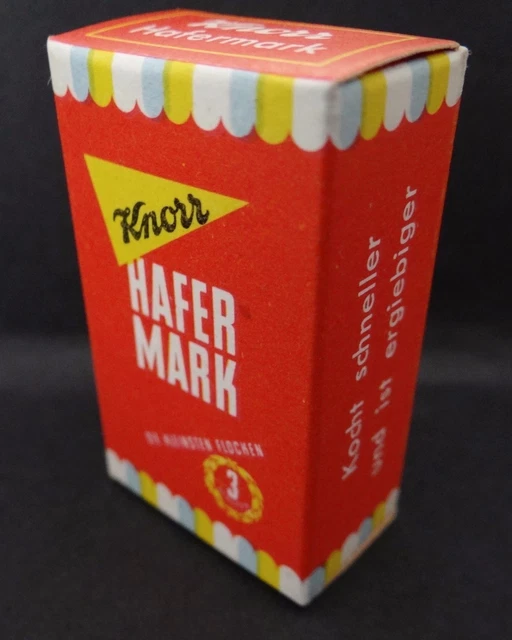 Knorr
Hafermark
Knorr
HAFER
MARK
DIE KLEINSTEN FLOCKEN
3
Kocht schneller
und ist ergiebiger